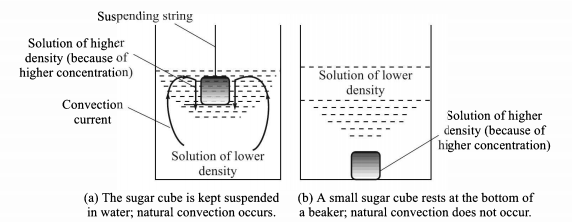 Suspending string
Solution of higher
density (because of
higher concentration)
Convection
current
Solution of lower
density
(a) The sugar cube is kept suspended
in water; natural convection occurs.
Solution of lower
density
Solution of higher
density (because of
higher concentration)
(b) A small sugar cube rests at the bottom of
a beaker; natural convection does not occur.